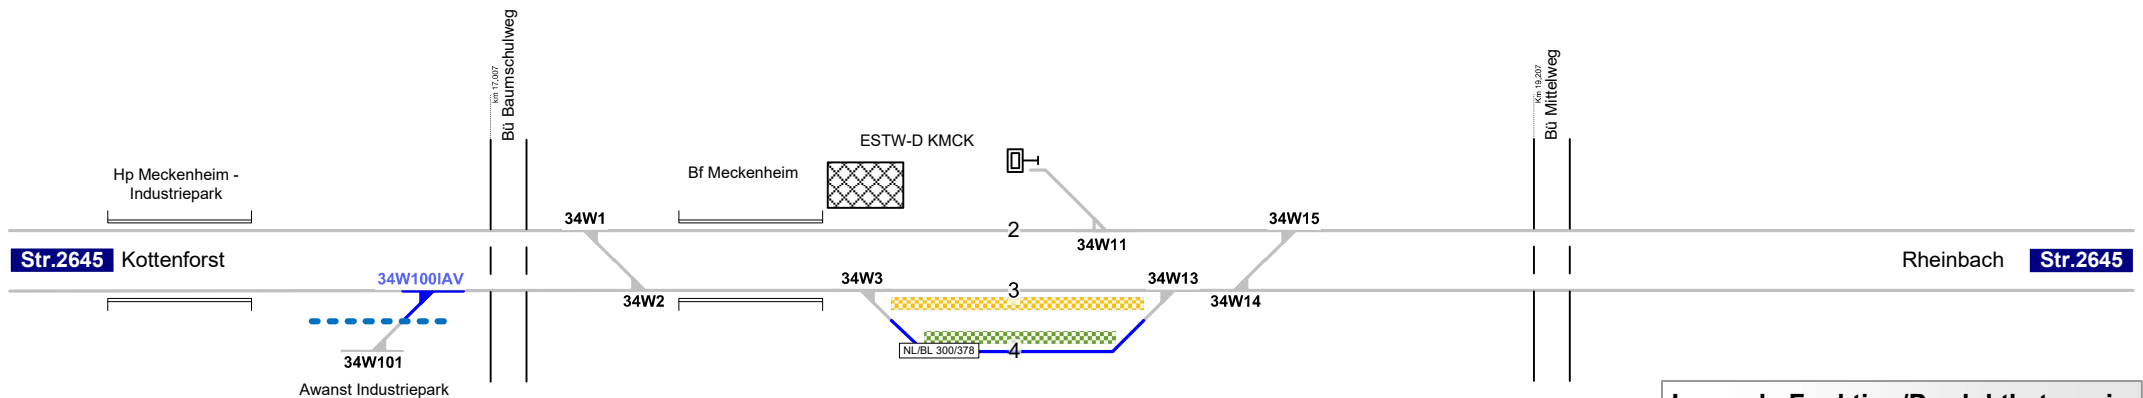 km 17,007
Bü Baumschulweg
Km 19,207
Bü Mittelweg
ESTW-D KMCK
Hp Meckenheim -
Industriepark
Bf Meckenheim
34W1
2
34W11
34W15
Str.2645 Kottenforst
Rheinbach Str.2645
34W100IAV
34W2
34W3
3
34W13
34W14
NL/BL 300/378
4
34W101
Awanst Industriepark